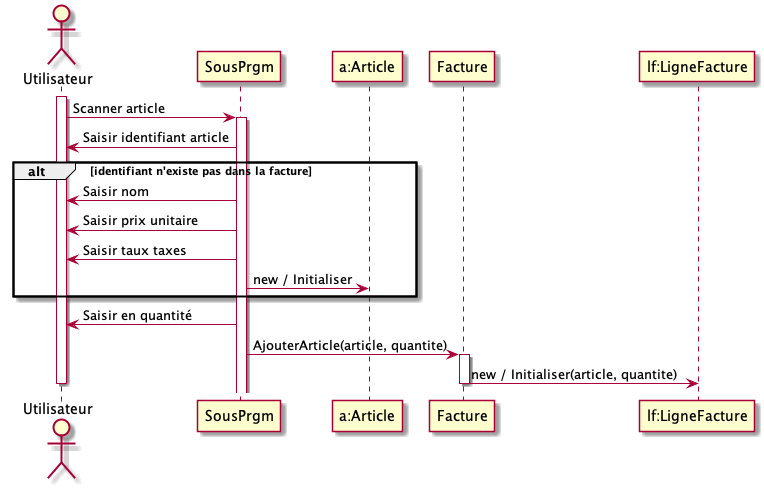 Utilisateur
SousPrgm
a:Article
Facture
lf:LigneFacture
Scanner article
Saisir identifiant article
alt
[identifiant n'existe pas dans la facture]
Saisir nom
Saisir prix unitaire
Saisir taux taxes
new / Initialiser
Saisir en quantité
AjouterArticle(article, quantite)
new / Initialiser(article, quantite)
Utilisateur
SousPrgm
a:Article
Facture
lf:LigneFacture